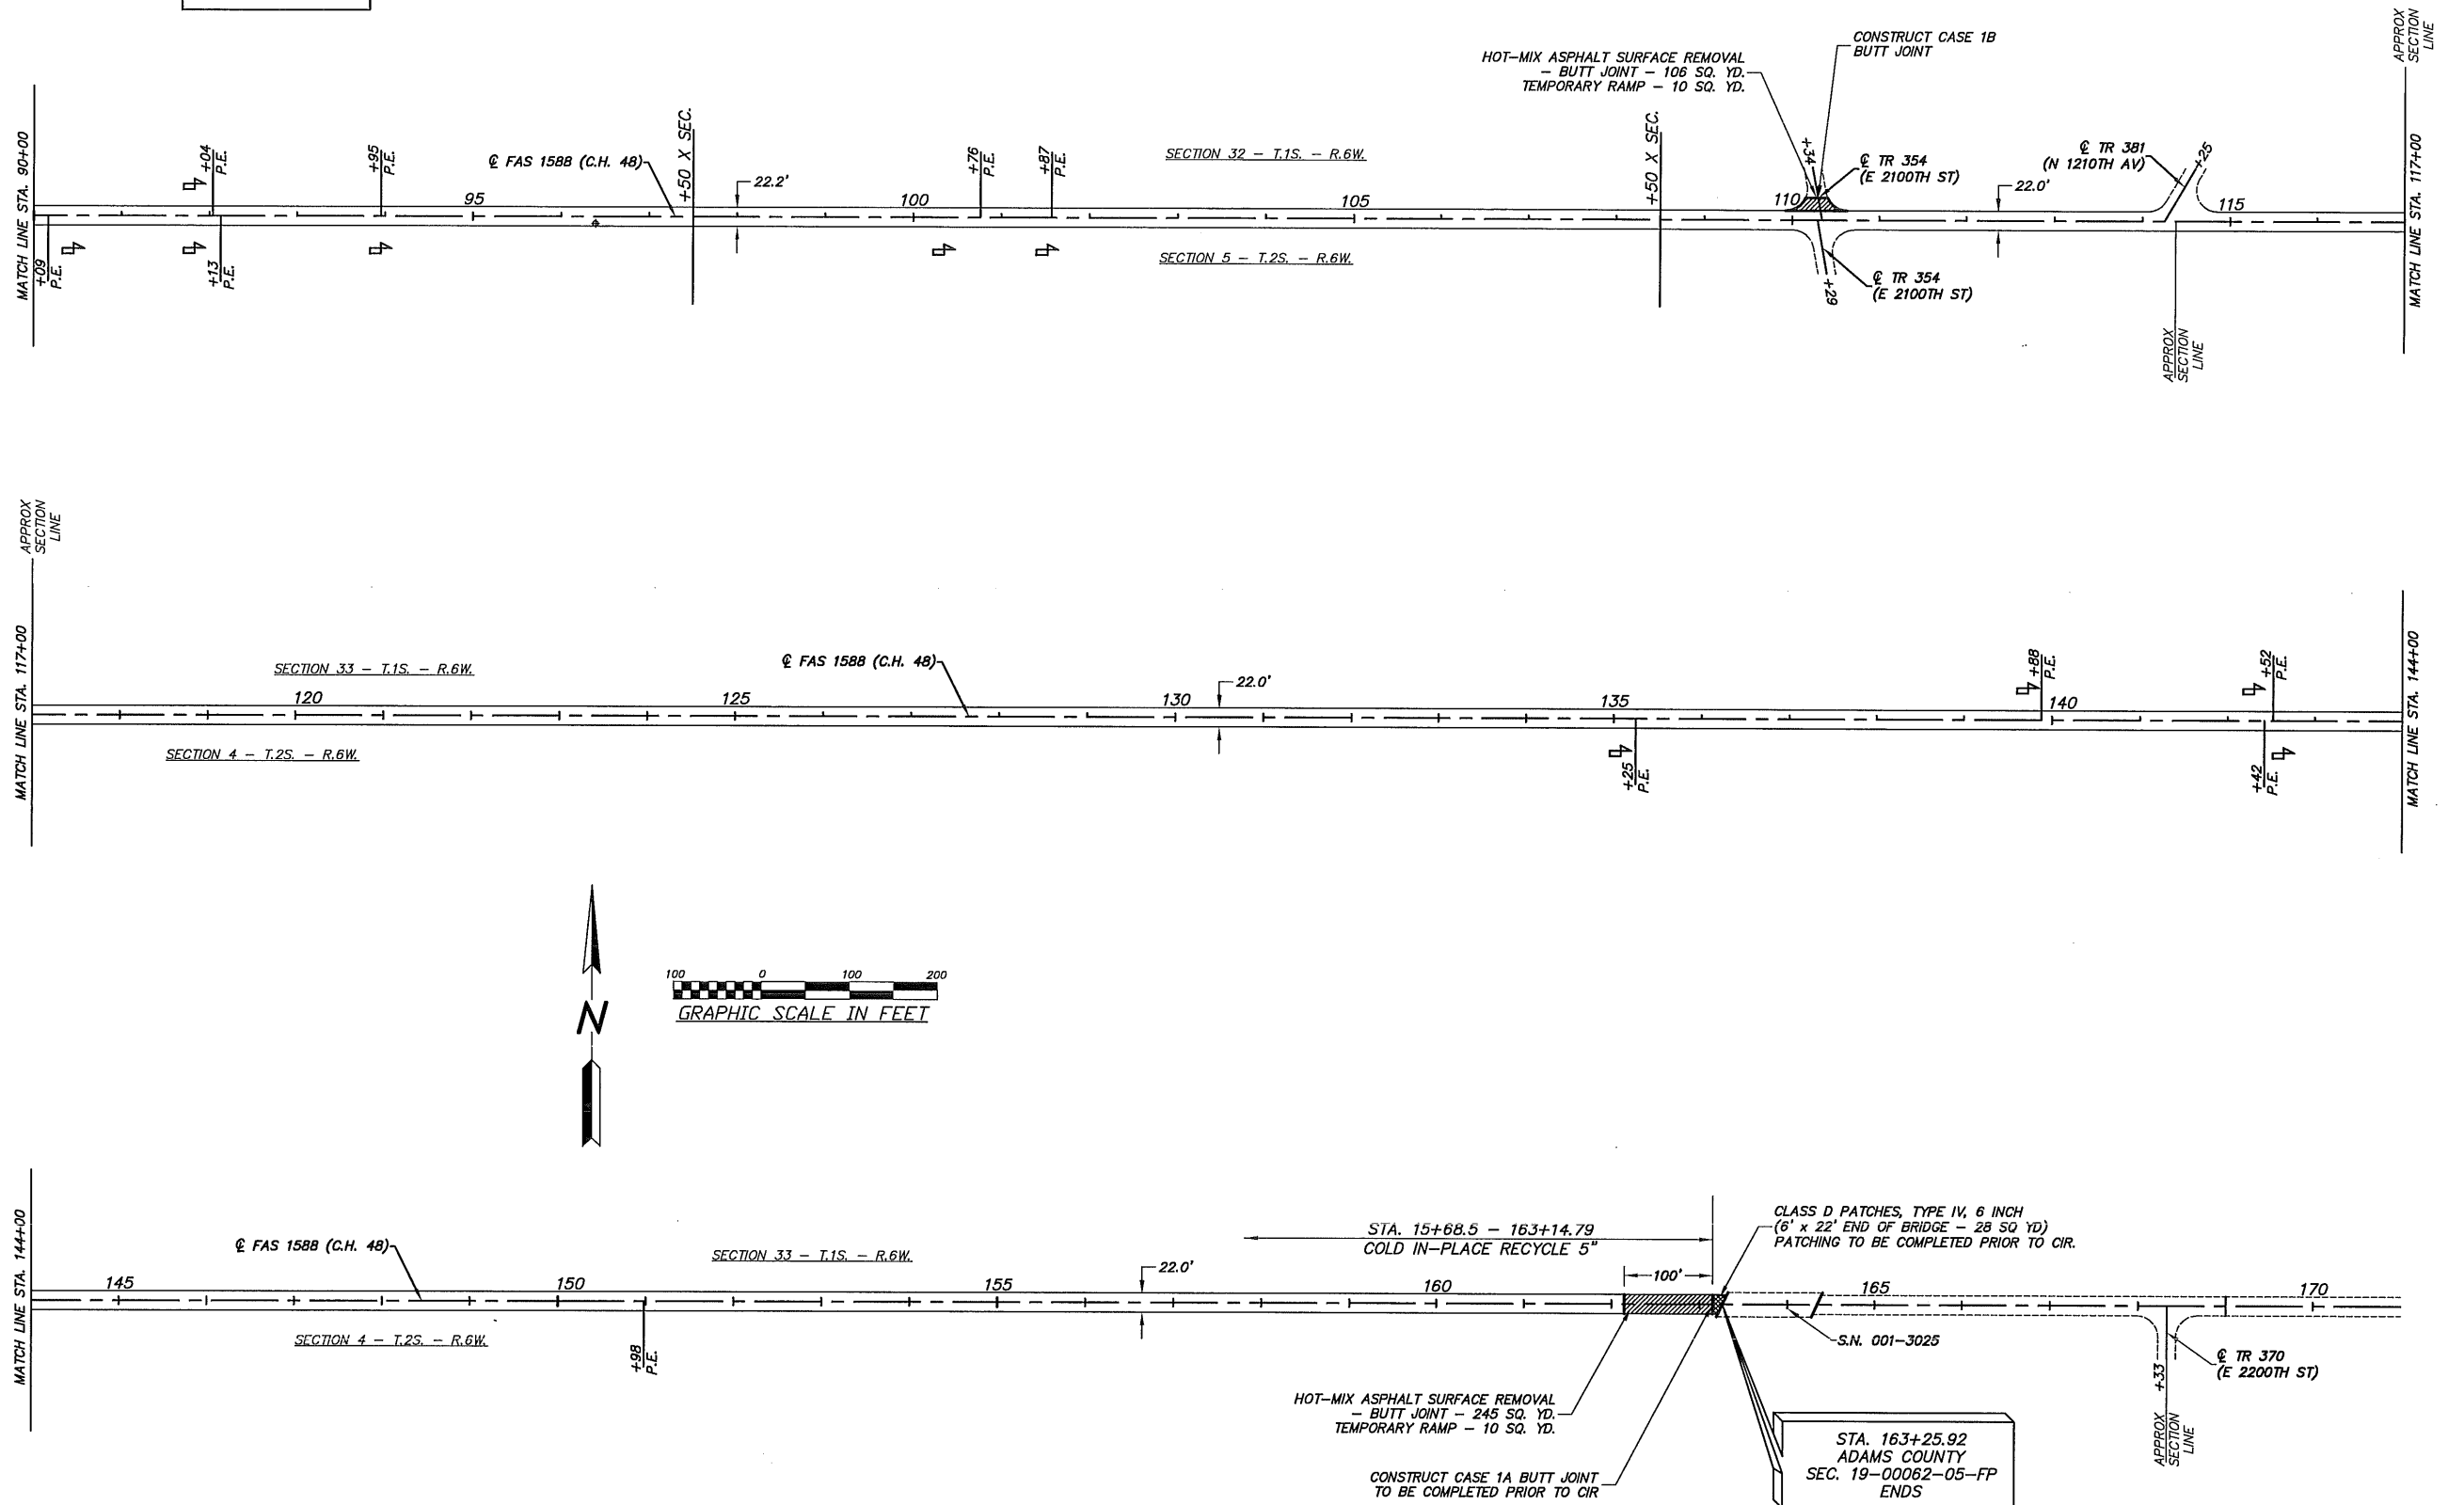 APPROX
SECTION
LINE
CONSTRUCT CASE 1B
BUTT JOINT
HOT-MIX ASPHALT SURFACE REMOVAL
- BUTT JOINT - 106 SQ. YD.
TEMPORARY RAMP - 10 SQ. YD.
MATCH LINE STA. 90+00
+04
P.E.
+95
P.E.
℄ FAS 1588 (C.H. 48)
+50 X SEC.
22.2'
+76
P.E.
+87
P.E.
SECTION 32 - T.1S. - R.6W.
+50 X SEC.
+34
℄ TR 354
(E 2100TH ST)
22.0'
℄ TR 381
(N 1210TH AV)
+25
MATCH LINE STA. 117+00
95
100
105
110
115
+09
P.E.
+13
P.E.
SECTION 5 - T.2S. - R.6W.
+29
℄ TR 354
(E 2100TH ST)
APPROX
SECTION
LINE
APPROX
SECTION
LINE
MATCH LINE STA. 117+00
SECTION 33 - T.1S. - R.6W.
℄ FAS 1588 (C.H. 48)
22.0'
+88
P.E.
+52
P.E.
MATCH LINE STA. 144+00
120
125
130
135
140
SECTION 4 - T.2S. - R.6W.
+25
P.E.
+42
P.E.
N
100 0 100 200
GRAPHIC SCALE IN FEET
MATCH LINE STA. 144+00
℄ FAS 1588 (C.H. 48)
SECTION 33 - T.1S. - R.6W.
22.0'
STA. 15+68.5 - 163+14.79
COLD IN-PLACE RECYCLE 5"
100'
CLASS D PATCHES, TYPE IV, 6 INCH
(6' x 22' END OF BRIDGE - 28 SQ YD)
PATCHING TO BE COMPLETED PRIOR TO CIR.
145
150
155
160
165
170
SECTION 4 - T.2S. - R.6W.
+98
P.E.
S.N. 001-3025
+33
℄ TR 370
(E 2200TH ST)
APPROX
SECTION
LINE
HOT-MIX ASPHALT SURFACE REMOVAL
- BUTT JOINT - 245 SQ. YD.
TEMPORARY RAMP - 10 SQ. YD.
CONSTRUCT CASE 1A BUTT JOINT
TO BE COMPLETED PRIOR TO CIR
STA. 163+25.92
ADAMS COUNTY
SEC. 19-00062-05-FP
ENDS